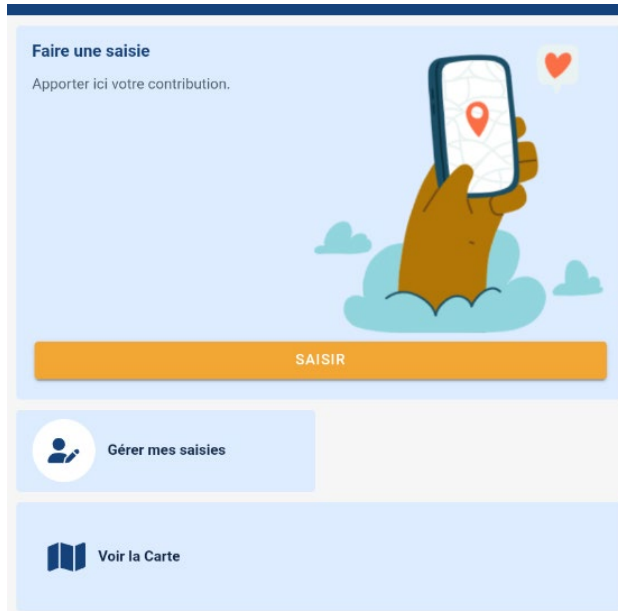 Faire une saisie
Apporter ici votre contribution.
SAISIR
Gérer mes saisies
Voir la Carte